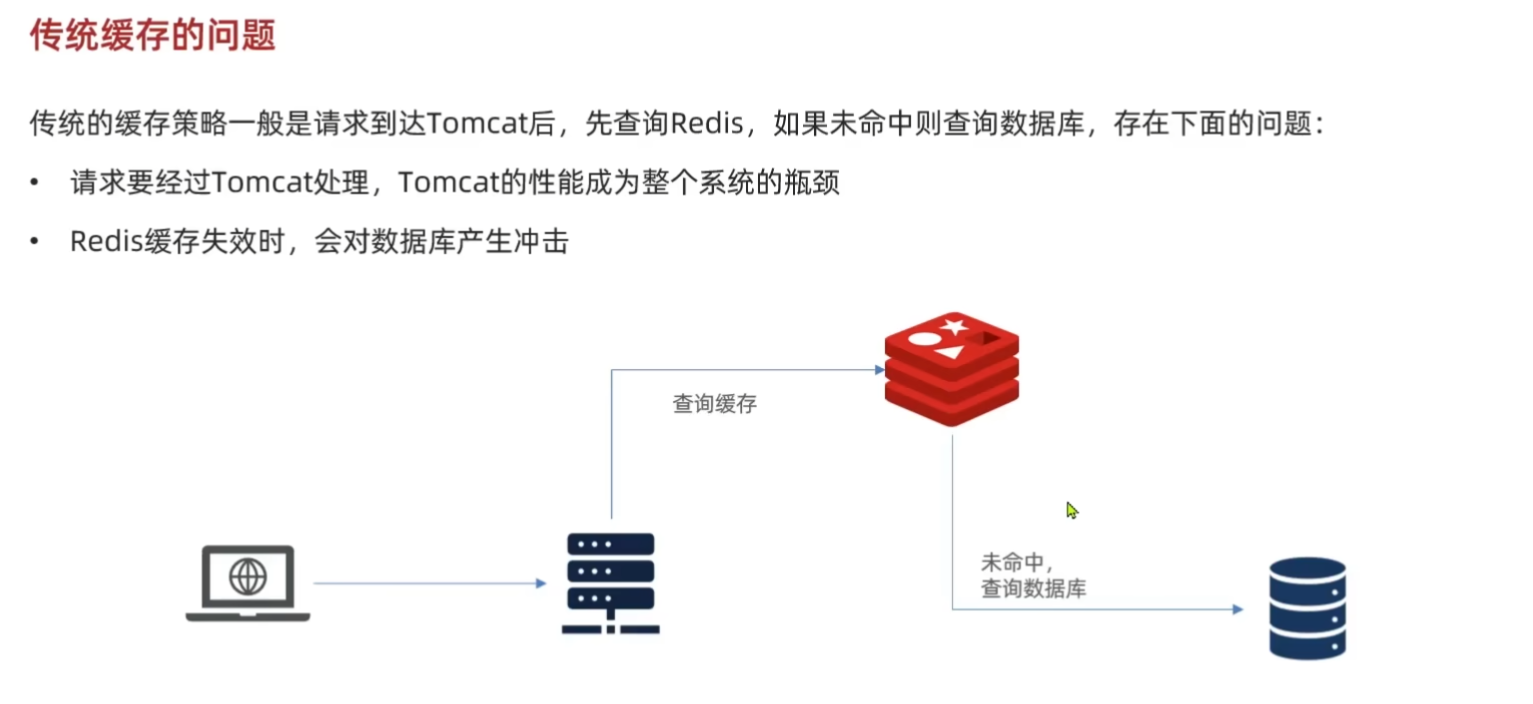 传统缓存的问题
传统的缓存策略一般是请求到达Tomcat后，先查询Redis，如果未命中则查询数据库，存在下面的问题：
• 请求要经过Tomcat处理，Tomcat的性能成为整个系统的瓶颈
• Redis缓存失效时，会对数据库产生冲击
查询缓存
未命中，
查询数据库